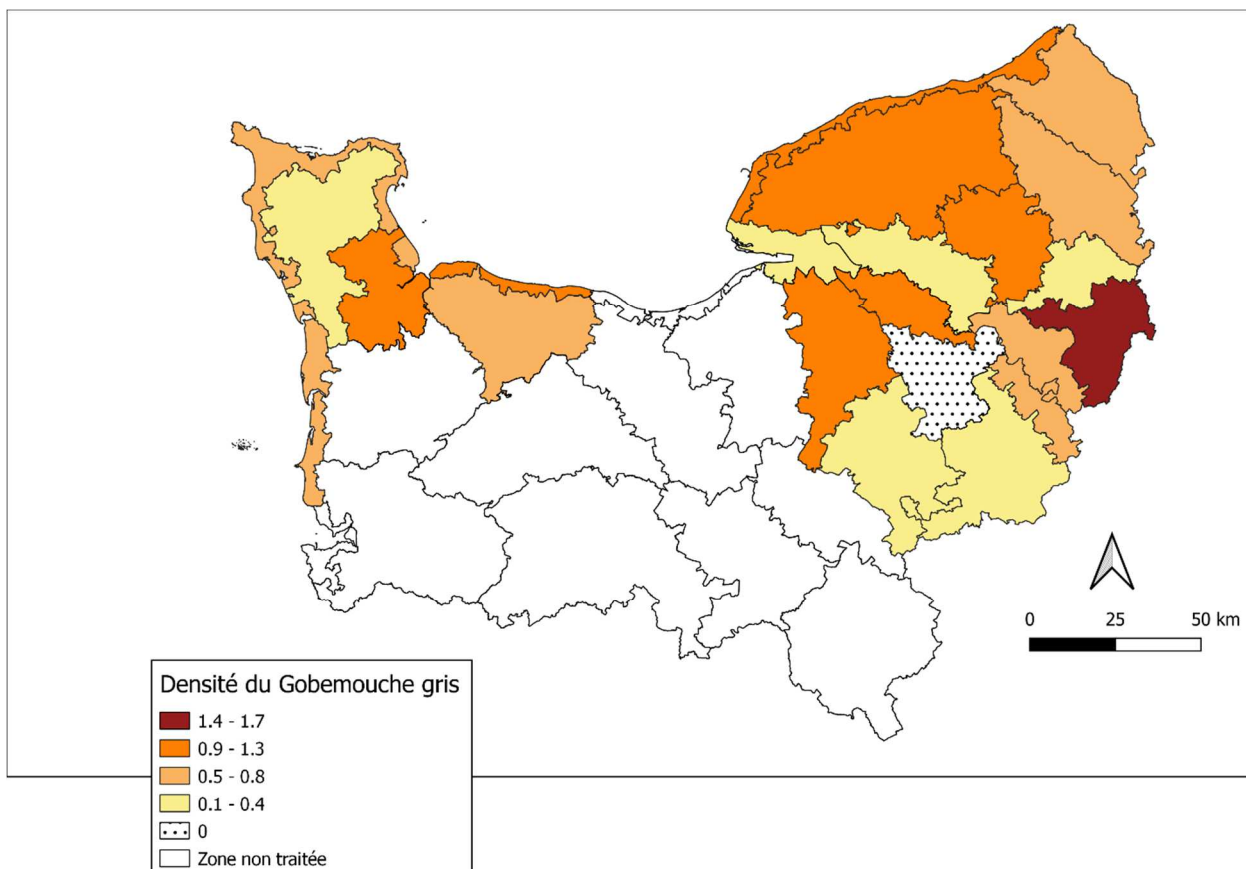 0 25 50 km
Densité du Gobemouche gris
1.4 - 1.7
0.9 - 1.3
0.5 - 0.8
0.1 - 0.4
0
Zone non traitée